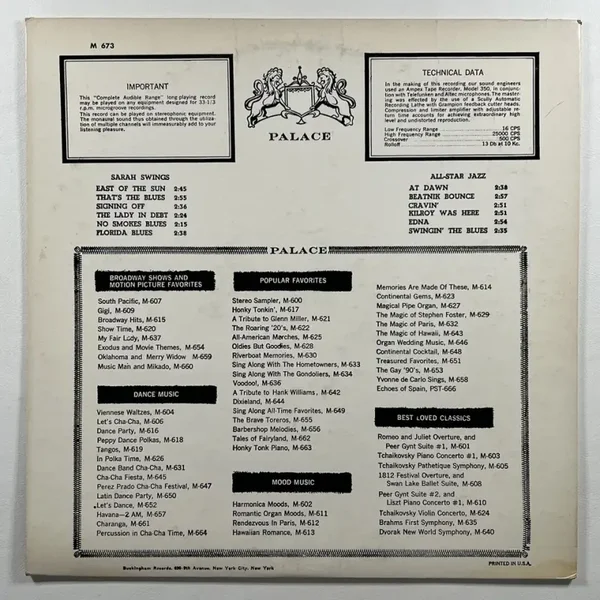 M 673
IMPORTANT
This "Complete Audible Range" long-playing record
may be played on any equipment designed for 33-1/3
r.p.m. microgroove recordings.
This record can be played on stereophonic equipment.
The monaural sound thus obtained through the utiliza-
tion of multiple channels will immeasurably add to your
listening pleasure.
PALACE
TECHNICAL DATA
In the making of this recording our sound engineers
used an Ampex Tape Recorder, Model 350, in conjunc-
tion with Telefunken and Altec microphones. The master-
ing was effected by the use of a Scully Automatic
Recording Lathe with Grampion feedback cutter heads.
Compression and limiter amplifier with adjustable re-
turn time accounts for achieving extraordinary high
level and undistorted reproduction.
Low Frequency Range 16 CPS
High Frequency Range 25000 CPS
Crossover 500 CPS
Rolloff 13 Db at 10 Kc.
SARAH SWINGS
EAST OF THE SUN 2:45
THAT'S THE BLUES 2:55
SIGNING OFF 2:36
THE LADY IN DEBT 2:24
NO SMOKES BLUES 2:15
FLORIDA BLUES 2:38
ALL-STAR JAZZ
AT DAWN 2:38
BEATNIK BOUNCE 2:57
CRAVIN' 2:51
KILROY WAS HERE 2:51
EDNA 2:54
SWINGIN' THE BLUES 2:35
PALACE
BROADWAY SHOWS AND
MOTION PICTURE FAVORITES
South Pacific, M-607
Gigi, M-609
Broadway Hits, M-615
Show Time, M-620
My Fair Lady, M-637
Exodus and Movie Themes, M-654
Oklahoma and Merry Widow M-659
Music Man and Mikado, M-660
DANCE MUSIC
Viennese Waltzes, M-604
Let's Cha-Cha, M-606
Dance Party, M-616
Peppy Dance Polkas, M-618
Tangos, M-619
In Polka Time, M-626
Dance Band Cha-Cha, M-631
Cha-Cha Fiesta, M-645
Perez Prado Cha-Cha Festival, M-647
Latin Dance Party, M-650
Let's Dance, M-652
Havana—2 AM, M-657
Charanga, M-661
Percussion in Cha-Cha Time, M-664
POPULAR FAVORITES
Stereo Sampler, M-600
Honky Tonkin', M-617
A Tribute to Glenn Miller, M-621
The Roaring '20's, M-622
All-American Marches, M-625
Oldies But Goodies, M-628
Riverboat Memories, M-630
Sing Along With the Hometowners, M-633
Sing Along With the Gondoliers, M-634
Voodoo!, M-636
A Tribute to Hank Williams, M-642
Dixieland, M-644
Sing Along All-Time Favorites, M-649
The Brave Toreros, M-655
Barbershop Melodies, M-656
Tales of Fairyland, M-662
Honky Tonk Piano, M-663
MOOD MUSIC
Harmonica Moods, M-602
Romantic Organ Moods, M-611
Rendezvous In Paris, M-612
Hawaiian Romance, M-613
Memories Are Made Of These, M-614
Continental Gems, M-623
Magical Pipe Organ, M-627
The Magic of Stephen Foster, M-629
The Magic of Paris, M-632
The Magic of Hawaii, M-643
Organ Wedding Music, M-646
Continental Cocktail, M-648
Treasured Favorites, M-651
The Gay '90's, M-653
Yvonne de Carlo Sings, M-658
Echoes of Spain, PST-666
BEST LOVED CLASSICS
Romeo and Juliet Overture, and
Peer Gynt Suite #1, M-601
Tchaikovsky Piano Concerto #1, M-603
Tchaikovsky Pathetique Symphony, M-605
1812 Festival Overture, and
Swan Lake Ballet Suite, M-608
Peer Gynt Suite #2, and
Liszt Piano Concerto #1, M-610
Tchaikovsky Violin Concerto, M-624
Brahms First Symphony, M-635
Dvorak New World Symphony, M-640
Buckingham Records, 630 9th Avenue, New York City, New York
PRINTED IN U.S.A.